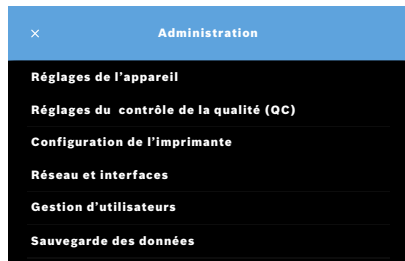 Administration
Réglages de l'appareil
Réglages du  contrôle de la qualité (QC)
Configuration de l'imprimante
Réseau et interfaces
Gestion d'utilisateurs
Sauvegarde des données